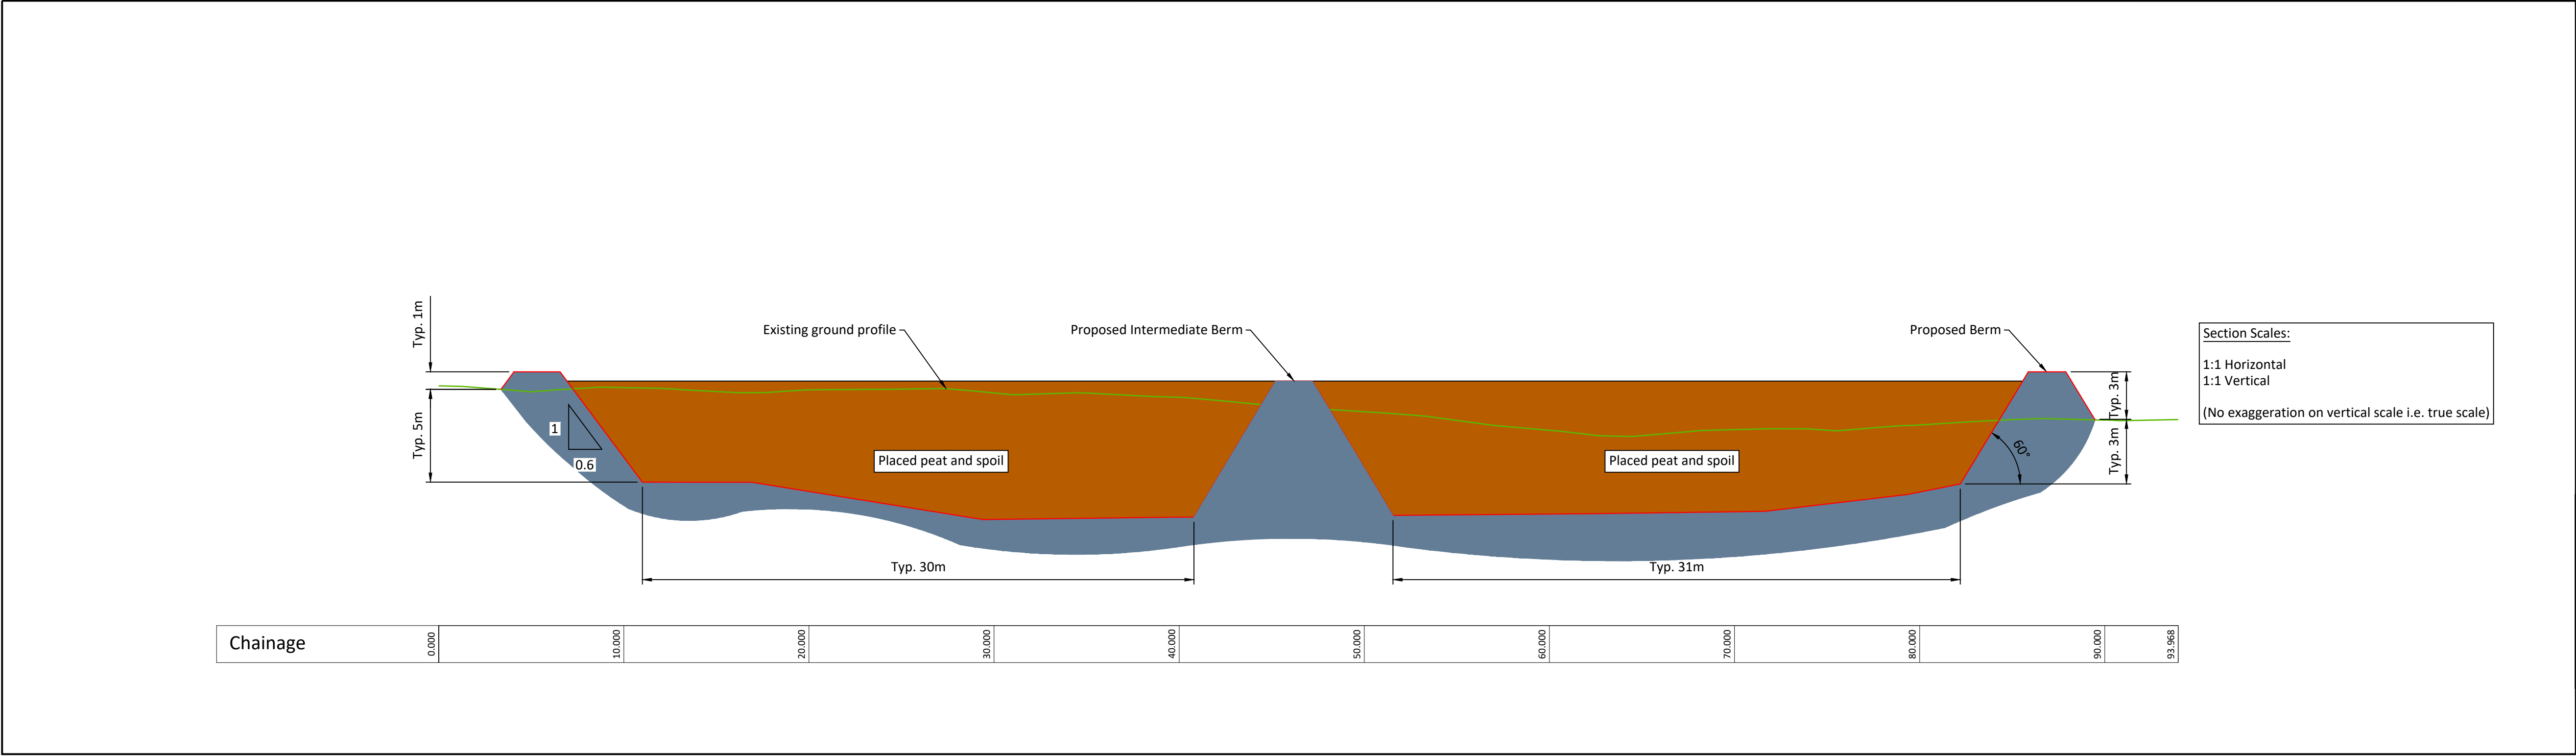 Typ. 1m
Existing ground profile
Proposed Intermediate Berm
Proposed Berm
Section Scales:
1:1 Horizontal
1:1 Vertical
(No exaggeration on vertical scale i.e. true scale)
Typ. 3m
Typ. 5m
1
0.6
Placed peat and spoil
Placed peat and spoil
60°
Typ. 3m
Typ. 30m
Typ. 31m
Chainage
0.000
10.000
20.000
30.000
40.000
50.000
60.000
70.000
80.000
90.000
93.968